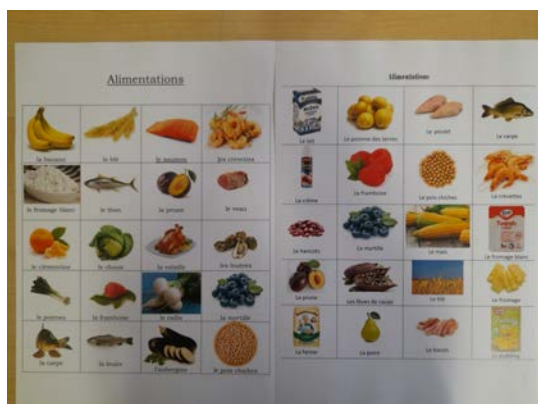 Alimentations
la banane le blé le saumon les crevettes
le fromage blanc le thon la prune le veau
la clémentine le choux la volaille les huitres
le poireau la framboise le radis la myrtille
la carpe la truite l'aubergine le pois chiches
Alimentations
Le lait La pomme des terres Le poulet La carpe
La crème La framboise Le pois chiches La crevettes
Le haricots La myrtille Le maïs Le fromage blanc
La prune Les fèves de cacao Le blé Le fromage
La farine La poire Le bacon